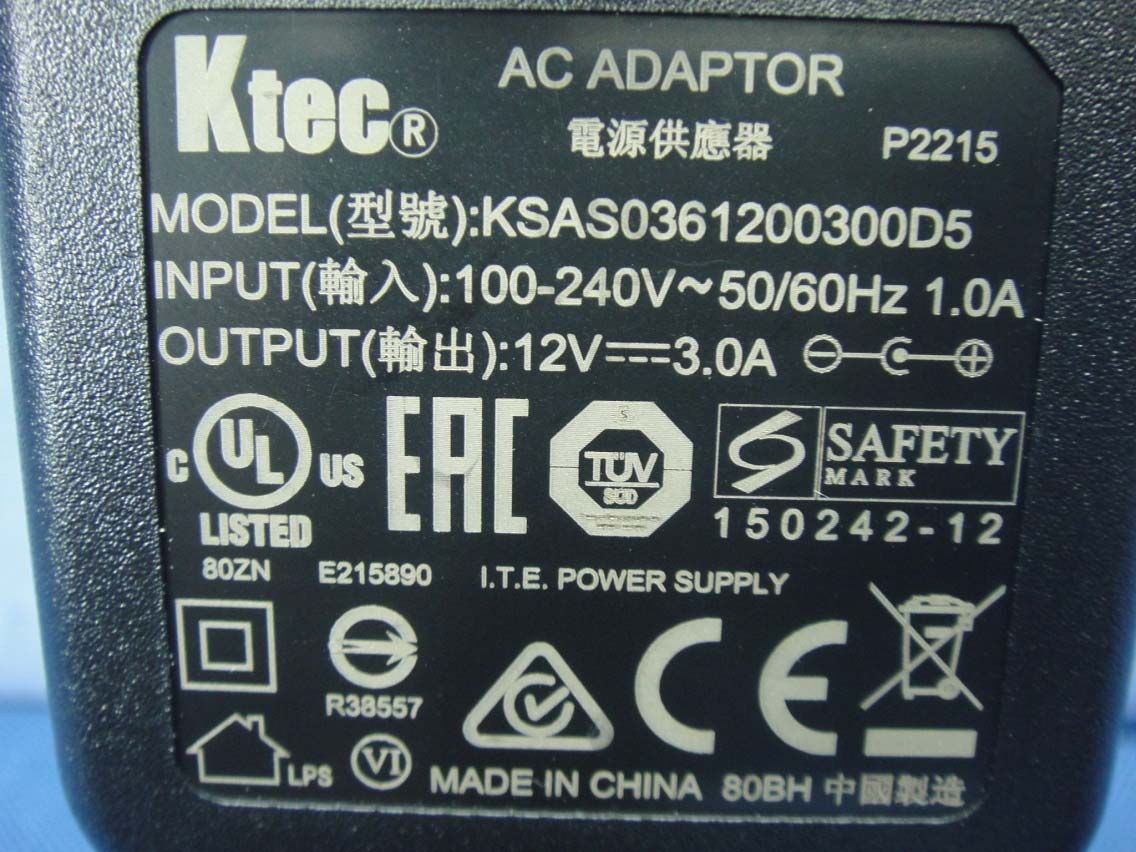 Ktec® AC ADAPTOR
電源供應器 P2215
MODEL(型號):KSAS0361200300D5
INPUT(輸入):100-240V~50/60Hz 1.0A
OUTPUT(輸出):12V⎓3.0A
C UL US
LISTED
EAC
S
TÜV
SÜD
SAFETY
MARK
150242-12
80ZN E215890 I.T.E. POWER SUPPLY
R38557
CE
LPS VI MADE IN CHINA 80BH 中國製造